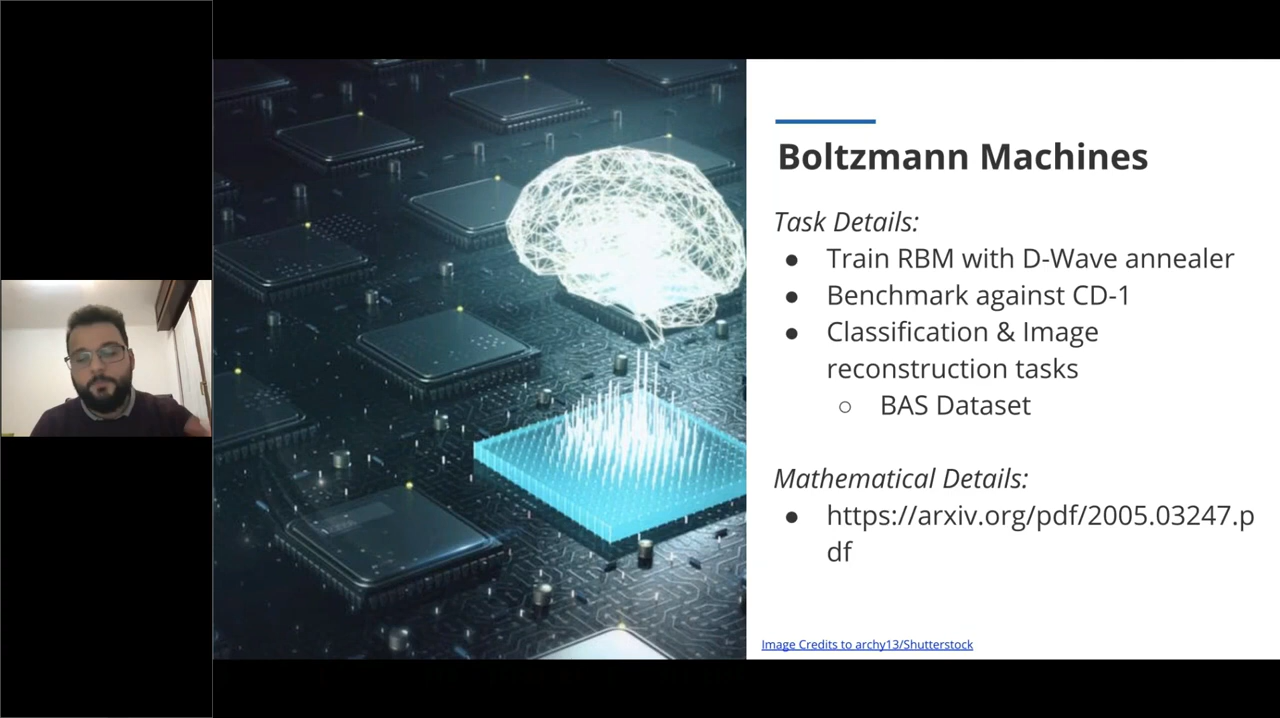 Boltzmann Machines
Task Details:
● Train RBM with D-Wave annealer
● Benchmark against CD-1
● Classification & Image
reconstruction tasks
○ BAS Dataset
Mathematical Details:
● https://arxiv.org/pdf/2005.03247.p
df
Image Credits to archy13/Shutterstock